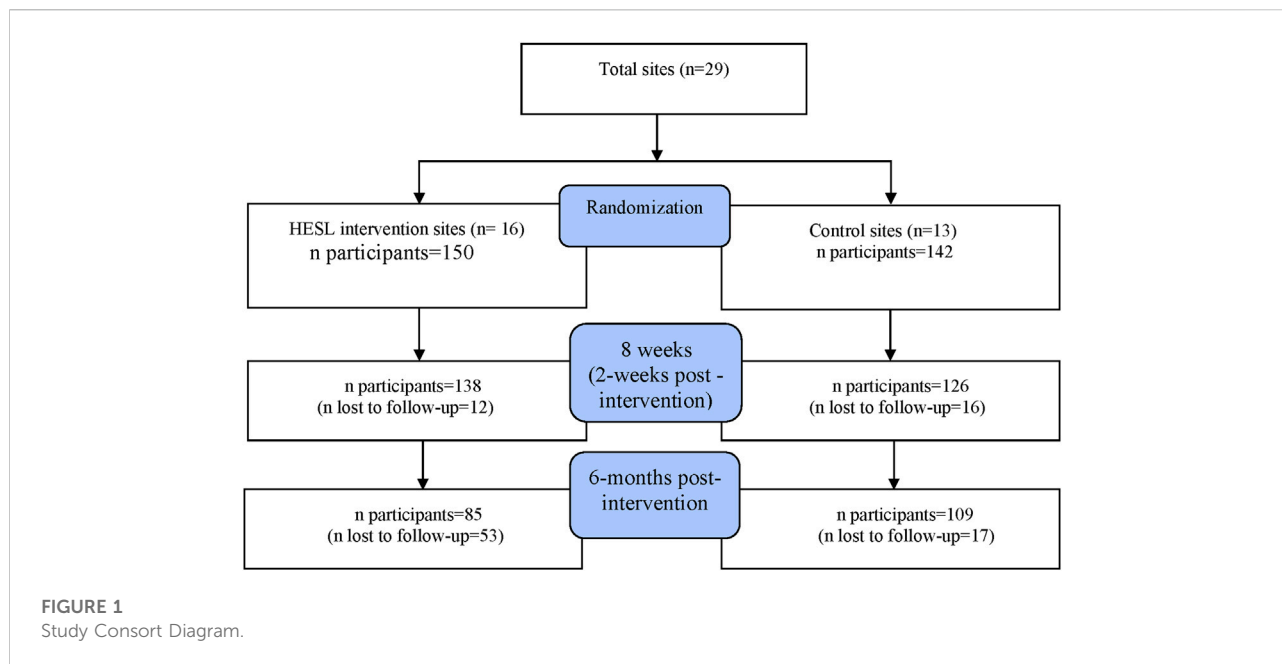 Total sites (n=29)
Randomization
HESL intervention sites (n= 16)
n participants=150
Control sites (n=13)
n participants=142
8 weeks
(2-weeks post -
intervention)
n participants=138
(n lost to follow-up=12)
n participants=126
(n lost to follow-up=16)
6-months post-
intervention
n participants=85
(n lost to follow-up=53)
n participants=109
(n lost to follow-up=17)
FIGURE 1
Study Consort Diagram.